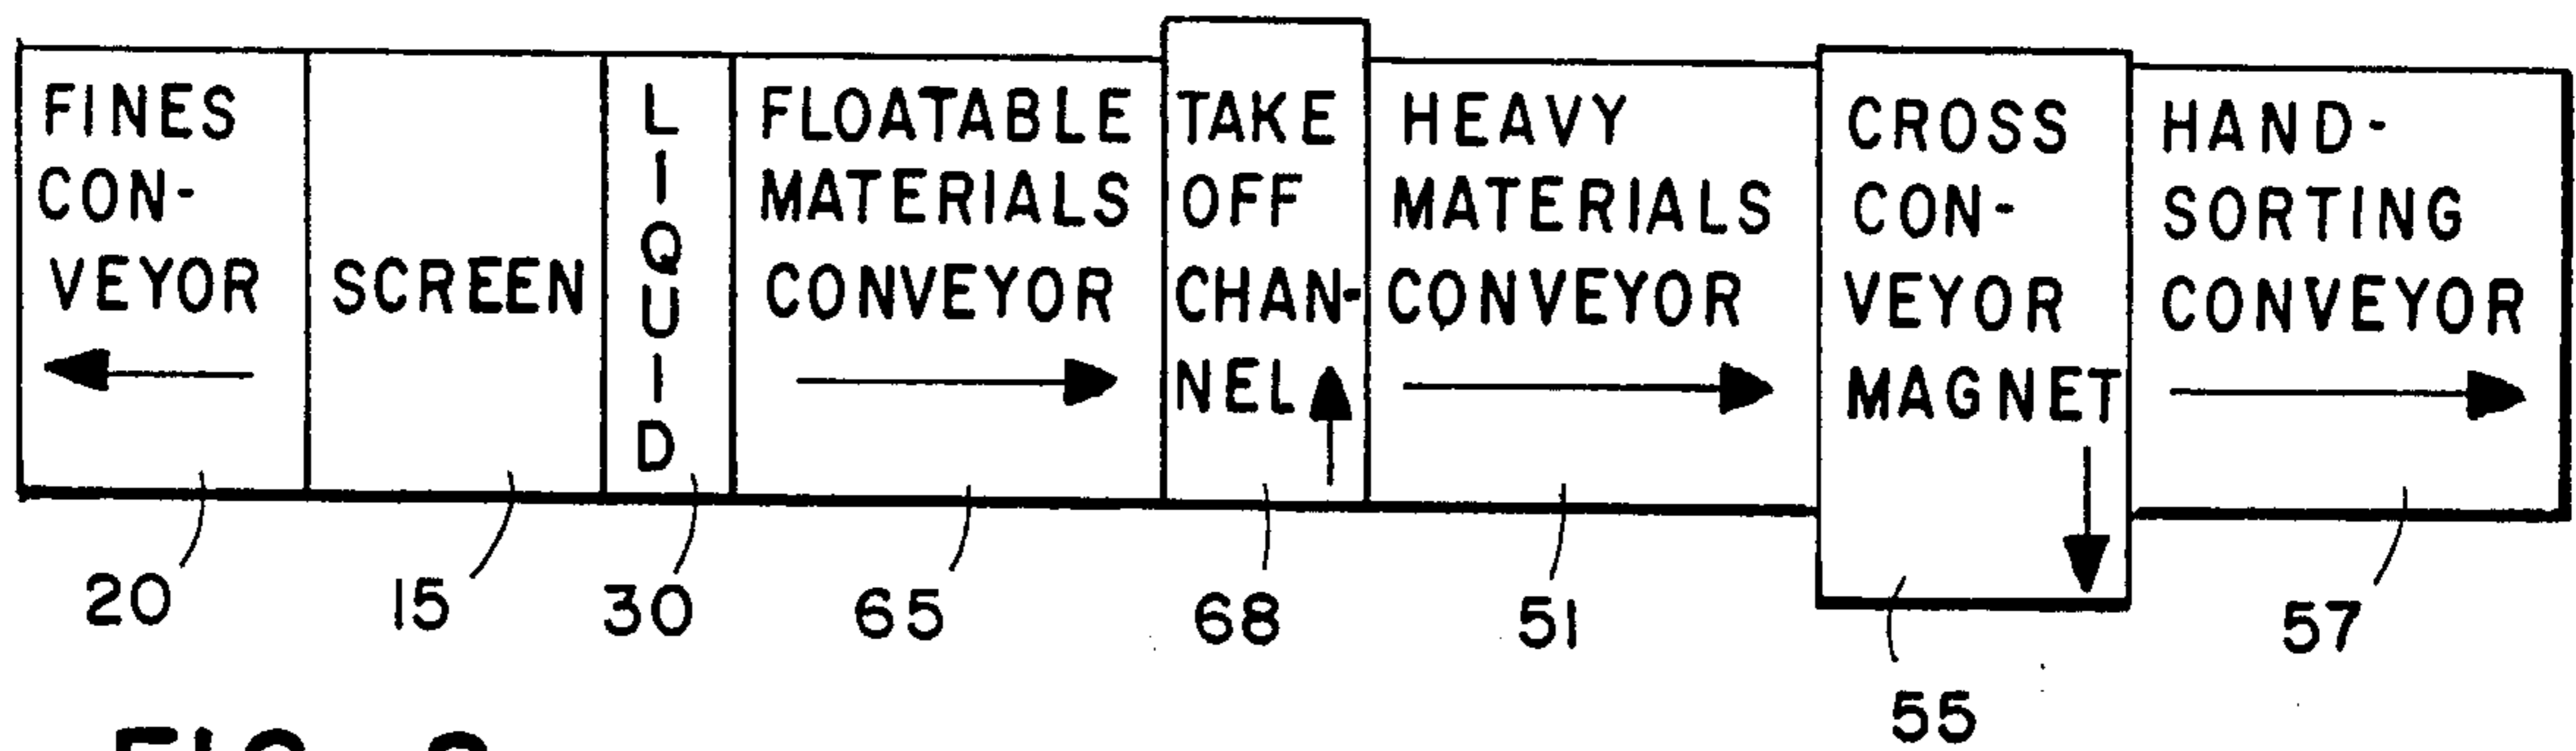 FINES
CON-
VEYOR
SCREEN
LIQUID
FLOATABLE
MATERIALS
CONVEYOR
TAKE
OFF
CHAN-
NEL
HEAVY
MATERIALS
CONVEYOR
CROSS
CON-
VEYOR
MAGNET
HAND-
SORTING
CONVEYOR
20
15
30
65
68
51
55
57